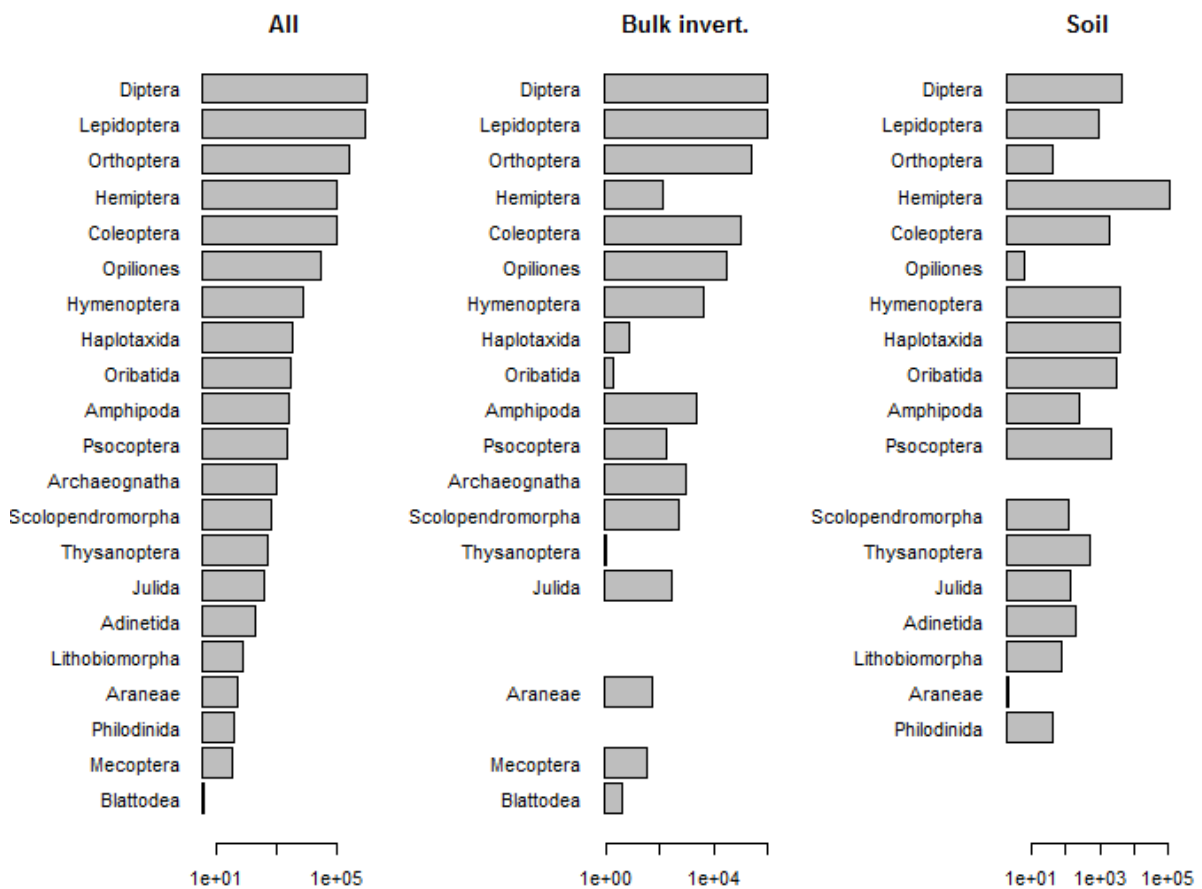 All
Diptera
Lepidoptera
Orthoptera
Hemiptera
Coleoptera
Opiliones
Hymenoptera
Haplotaxida
Oribatida
Amphipoda
Psocoptera
Archaeognatha
Scolopendromorpha
Thysanoptera
Julida
Adinetida
Lithobiomorpha
Araneae
Philodinida
Mecoptera
Blattodea
1e+01 1e+05
Bulk invert.
Diptera
Lepidoptera
Orthoptera
Hemiptera
Coleoptera
Opiliones
Hymenoptera
Haplotaxida
Oribatida
Amphipoda
Psocoptera
Archaeognatha
Scolopendromorpha
Thysanoptera
Julida
Araneae
Mecoptera
Blattodea
1e+00 1e+04
Soil
Diptera
Lepidoptera
Orthoptera
Hemiptera
Coleoptera
Opiliones
Hymenoptera
Haplotaxida
Oribatida
Amphipoda
Psocoptera
Scolopendromorpha
Thysanoptera
Julida
Adinetida
Lithobiomorpha
Araneae
Philodinida
1e+01 1e+03 1e+05